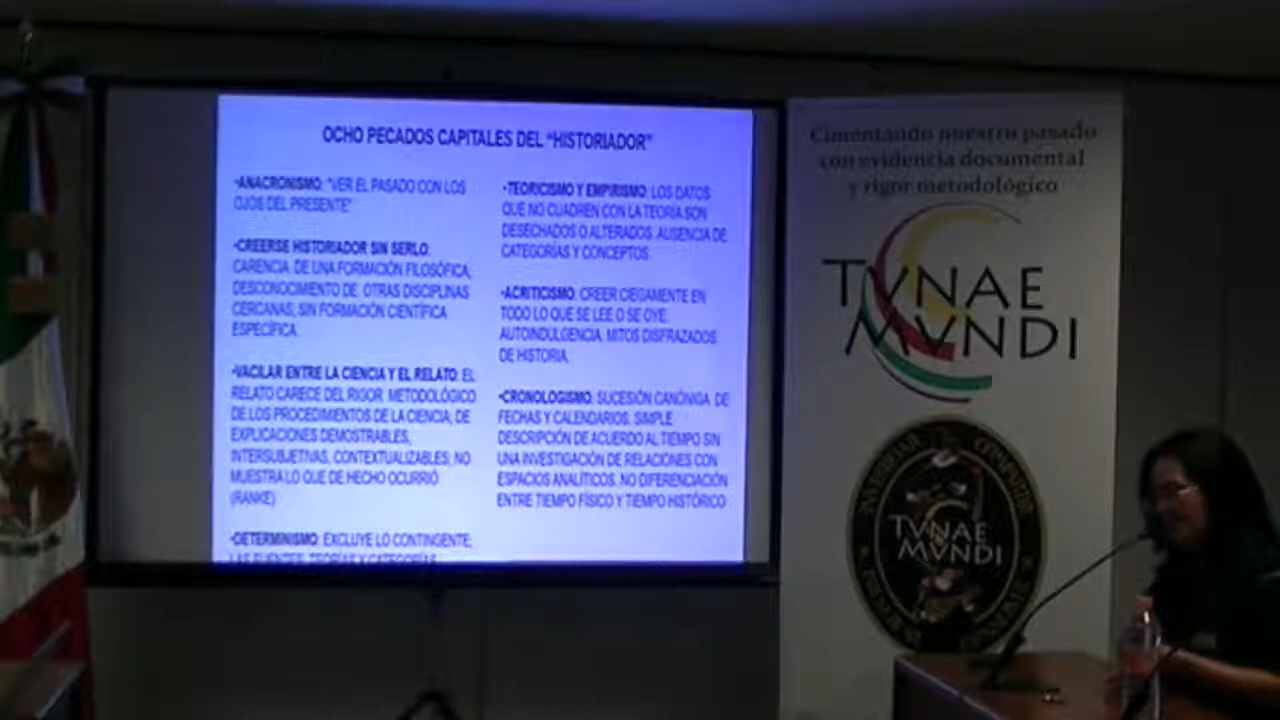 OCHO PECADOS CAPITALES DEL "HISTORIADOR"
•ANACRONISMO: "VER EL PASADO CON LOS
OJOS DEL PRESENTE"
•CREERSE HISTORIADOR SIN SERLO:
CARENCIA DE UNA FORMACIÓN FILOSÓFICA;
DESCONOCIMIENTO DE OTRAS DISCIPLINAS
CERCANAS; SIN FORMACIÓN CIENTÍFICA
ESPECÍFICA.
•VACILAR ENTRE LA CIENCIA Y EL RELATO: EL
RELATO CARECE DEL RIGOR METODOLÓGICO
DE LOS PROCEDIMIENTOS DE LA CIENCIA, DE
EXPLICACIONES DEMOSTRABLES,
INTERSUBJETIVAS, CONTEXTUALIZABLES; NO
MUESTRA LO QUE DE HECHO OCURRIÓ
(RANKE)
•DETERMINISMO: EXCLUYE LO CONTINGENTE,
LAS FUENTES, TEORÍAS Y CATEGORÍAS
•TEORICISMO Y EMPIRISMO: LOS DATOS
QUE NO CUADREN CON LA TEORÍA SON
DESECHADOS O ALTERADOS. AUSENCIA DE
CATEGORÍAS Y CONCEPTOS.
•ACRITICISMO: CREER CIEGAMENTE EN
TODO LO QUE SE LEE O SE OYE;
AUTOINDULGENCIA, MITOS DISFRAZADOS
DE HISTORIA.
•CRONOLOGISMO: SUCESIÓN CANÓNIGA DE
FECHAS Y CALENDARIOS. SIMPLE
DESCRIPCIÓN DE ACUERDO AL TIEMPO SIN
UNA INVESTIGACIÓN DE RELACIONES CON
ESPACIOS ANALÍTICOS. NO DIFERENCIACIÓN
ENTRE TIEMPO FÍSICO Y TIEMPO HISTÓRICO
Cimentando nuestro pasado
con evidencia documental
y rigor metodológico
TVNAE
MVNDI
INVESTIGAR
COMPARTIR
TVNAE
MVNDI